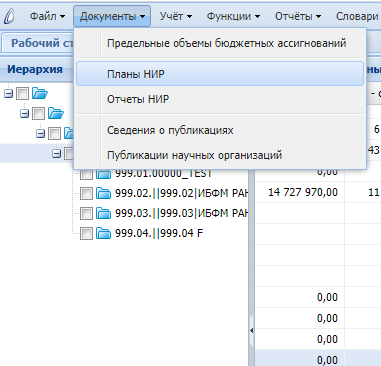 Файл Документы Учёт Функции Отчёты Словари
Рабочий ст
Предельные объемы бюджетных ассигнований
Иерархия
Планы НИР
Отчеты НИР
6
Сведения о публикациях
43
Публикации научных организаций
999.01.00000_TEST 0,00
999.02.||999.02|ИБФМ РАН 14 727 970,00 11
999.03.||999.03|ИБФМ РАН
999.04.||999.04 F
0,00
0,00
0,00
0,00